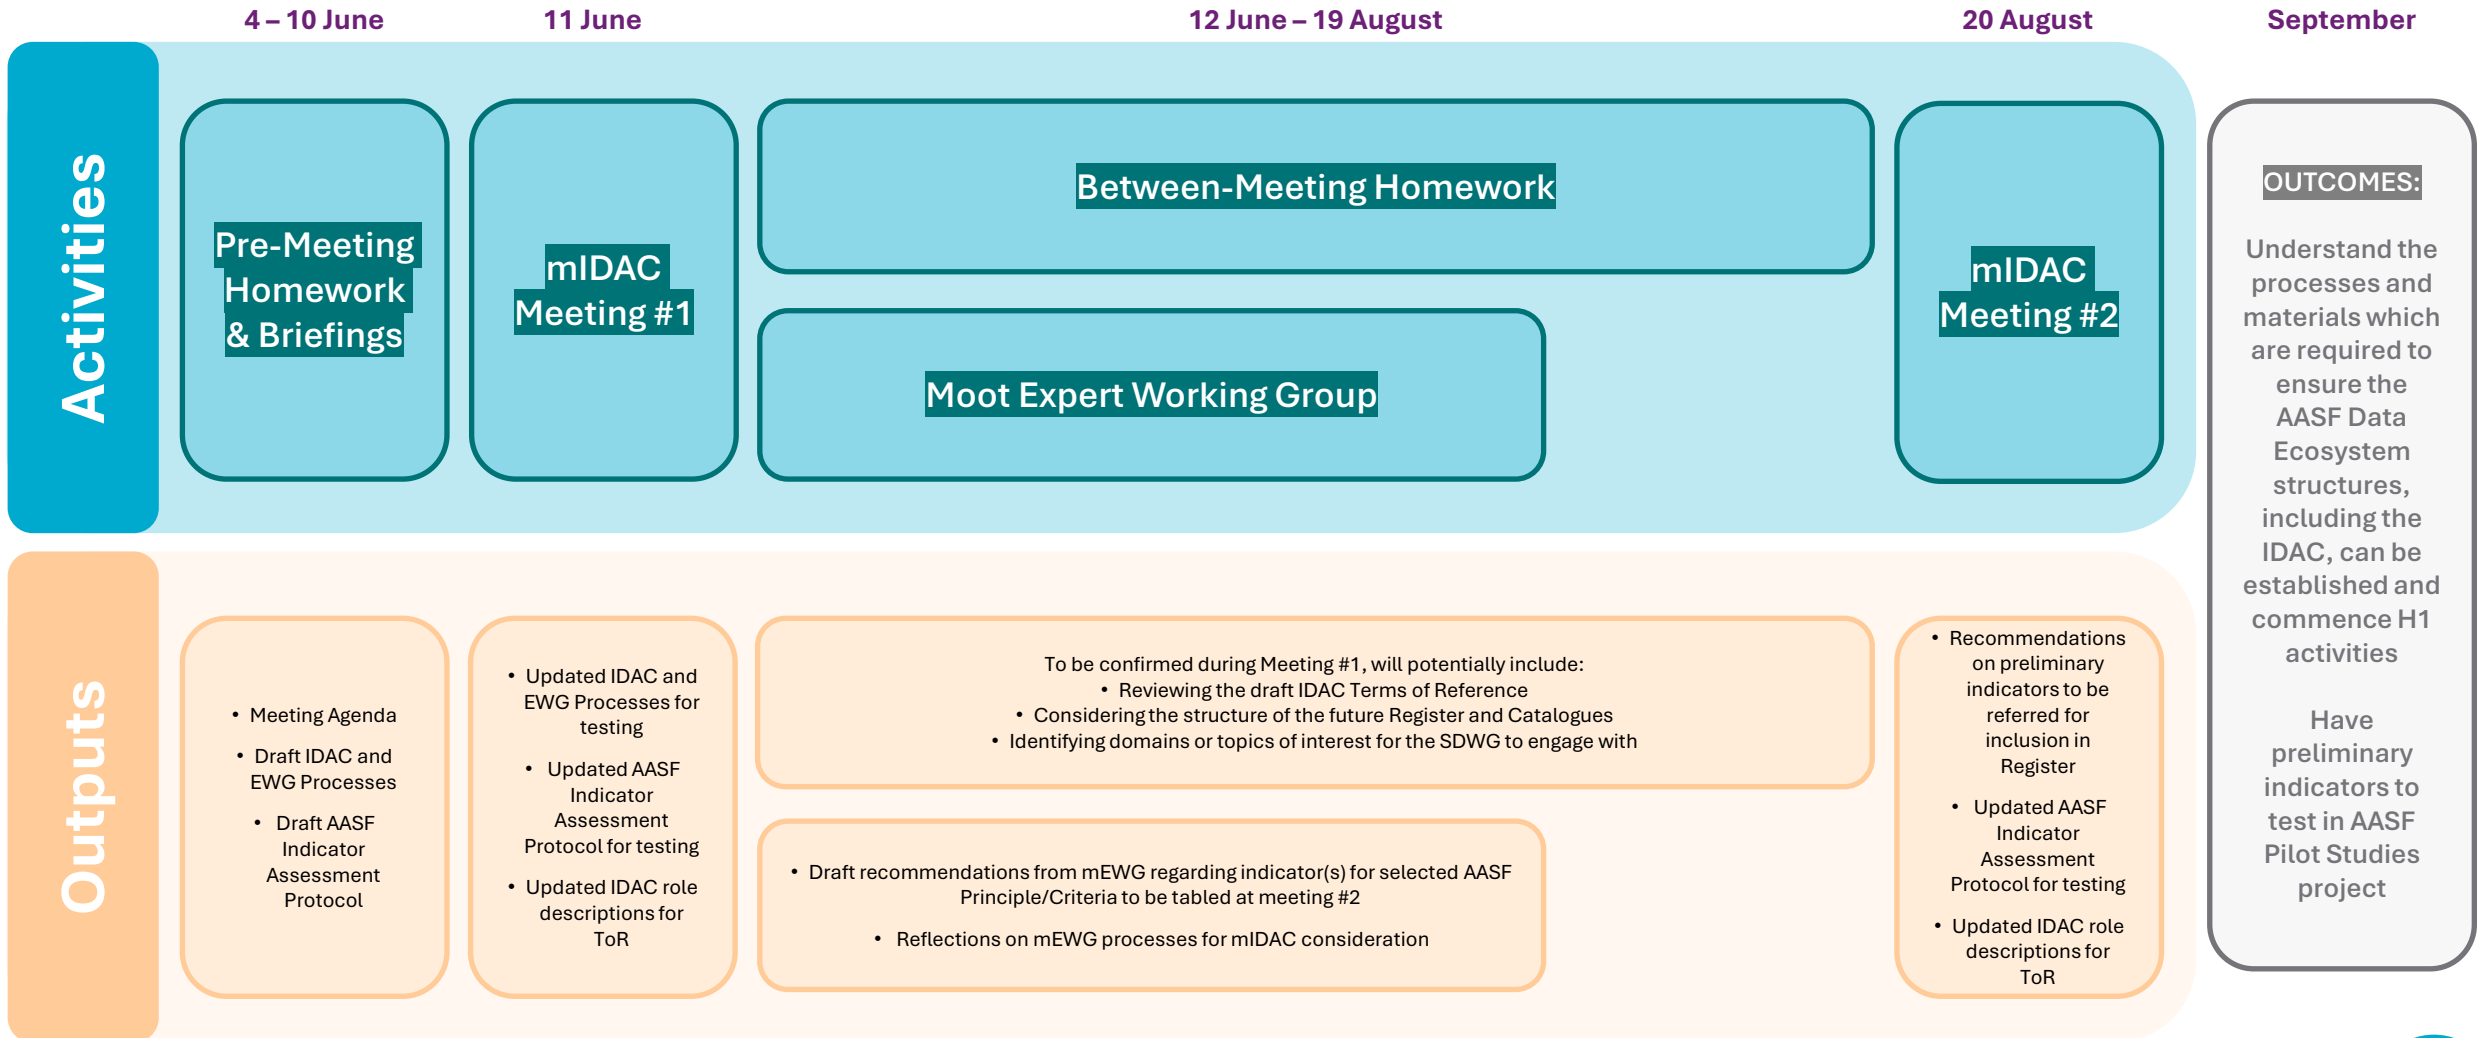 4 – 10 June
11 June
12 June – 19 August
20 August
September
Activities
Pre-Meeting
Homework
& Briefings
mIDAC
Meeting #1
Between-Meeting Homework
Moot Expert Working Group
mIDAC
Meeting #2
OUTCOMES:
Understand the
processes and
materials which
are required to
ensure the
AASF Data
Ecosystem
structures,
including the
IDAC, can be
established and
commence H1
activities
Have
preliminary
indicators to
test in AASF
Pilot Studies
project
Outputs
• Meeting Agenda
• Draft IDAC and
EWG Processes
• Draft AASF
Indicator
Assessment
Protocol
• Updated IDAC and
EWG Processes for
testing
• Updated AASF
Indicator
Assessment
Protocol for testing
• Updated IDAC role
descriptions for
ToR
To be confirmed during Meeting #1, will potentially include:
• Reviewing the draft IDAC Terms of Reference
• Considering the structure of the future Register and Catalogues
• Identifying domains or topics of interest for the SDWG to engage with
• Draft recommendations from mEWG regarding indicator(s) for selected AASF
Principle/Criteria to be tabled at meeting #2
• Reflections on mEWG processes for mIDAC consideration
• Recommendations
on preliminary
indicators to be
referred for
inclusion in
Register
• Updated AASF
Indicator
Assessment
Protocol for testing
• Updated IDAC role
descriptions for
ToR